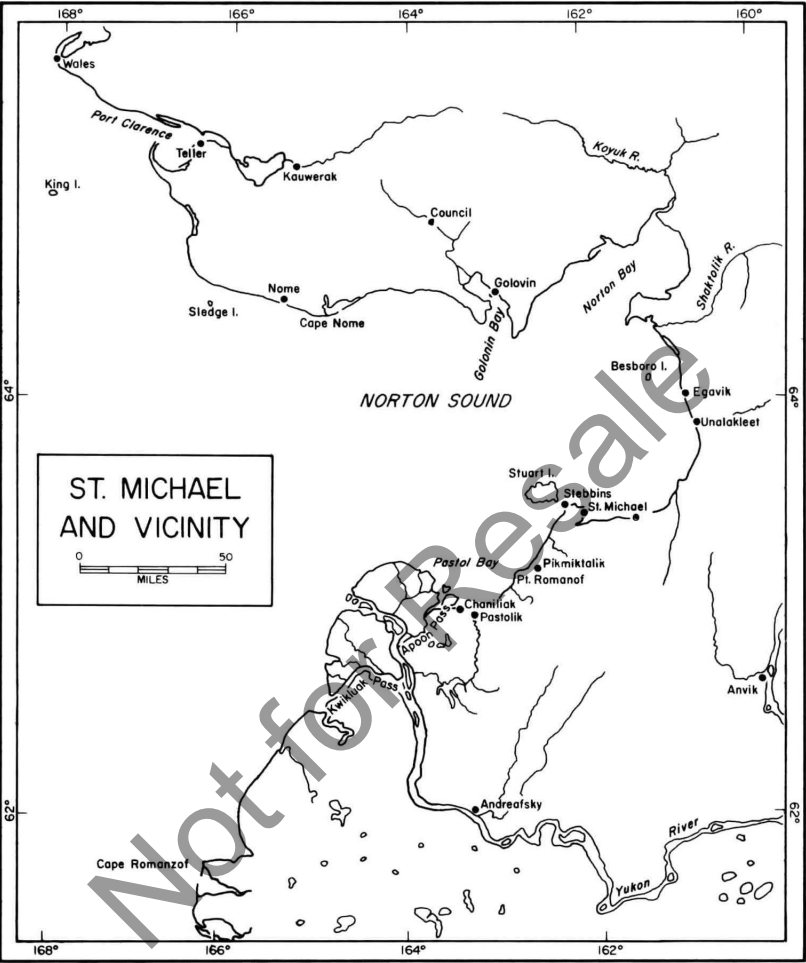 168°
166°
164°
162°
160°
Wales
Port Clarence
Teller
Kauwerak
Koyuk R.
King I.
Council
Shaktolik R.
Norton Bay
Golovin
Nome
Sledge I.
Cape Nome
Golonin Bay
Besboro I.
64°
NORTON SOUND
Egavik
64°
Unalakleet
ST. MICHAEL
AND VICINITY
0 50
MILES
Stuart I.
Stebbins
St. Michael
Pastol Bay
Pikmiktalik
Pt. Romanof
Chaniliak
Apoon Pass
Pastolik
Kwikluak Pass
Anvik
Andreafsky
62°
62°
River
Cape Romanzof
Yukon
168°
166°
164°
162°
Not for Resale